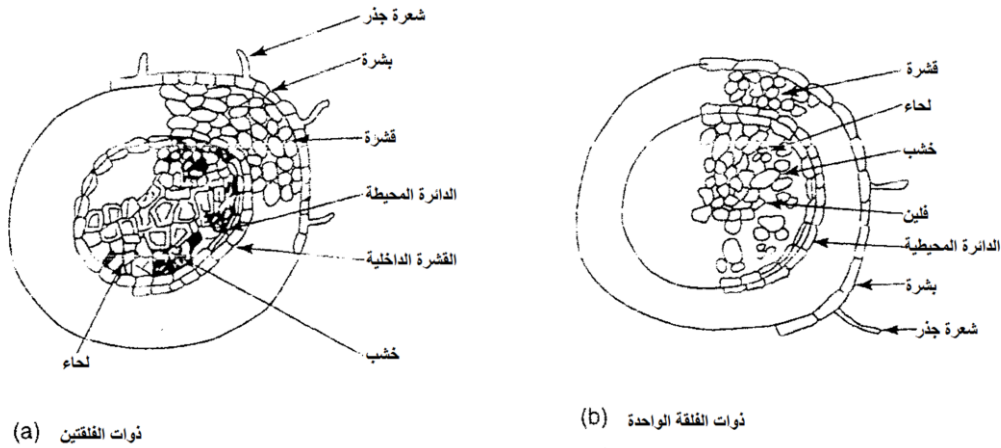 شعرة جذر
بشرة
قشرة
الدائرة المحيطة
القشرة الداخلية
خشب
لحاء
(a) ذوات الفلقتين
قشرة
لحاء
خشب
فلين
الدائرة المحيطية
بشرة
شعرة جذر
(b) ذوات الفلقة الواحدة